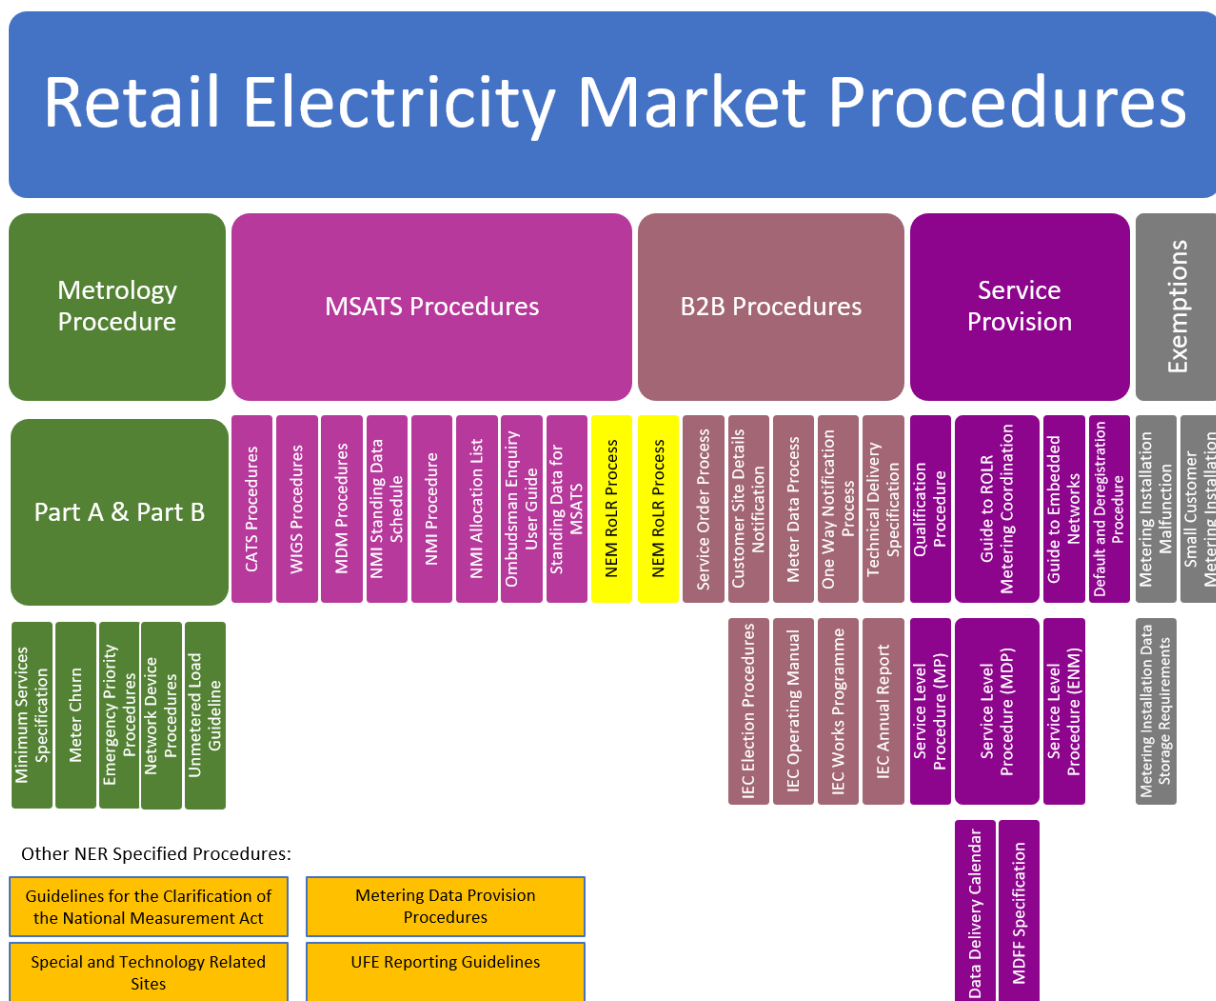 Retail Electricity Market Procedures
Metrology
Procedure
MSATS Procedures
B2B Procedures
Service
Provision
Exemptions
Part A & Part B
CATS Procedures
WIGS Procedures
MDM Procedures
NMI Standing Data
Schedule
NMI Procedure
NMI Allocation List
Ombudsman Enquiry
User Guide
Standing Data for
MSATS
NEM RoLR Process
NEM RoLR Process
Service Order Process
Customer Site Details
Notification
Meter Data Process
One Way Notification
Process
Technical Delivery
Specification
Qualification
Procedure
Guide to ROLR
Metering Coordination
Guide to Embedded
Networks
Default and Deregistration
Procedure
Metering Installation
Malfunction
Small Customer
Metering Installation
Minimum Services
Specification
Meter Churn
Emergency Priority
Procedures
Network Device
Procedures
Unmetered Load
Guideline
IEC Election Procedures
IEC Operating Manual
IEC Works Programme
IEC Annual Report
Service Level
Procedure (MP)
Service Level
Procedure (MDP)
Service Level
Procedure (ENM)
Metering Installation Data
Storage Requirements
Data Delivery Calendar
MDFF Specification
Other NER Specified Procedures:
Guidelines for the Clarification of
the National Measurement Act
Metering Data Provision
Procedures
Special and Technology Related
Sites
UFE Reporting Guidelines